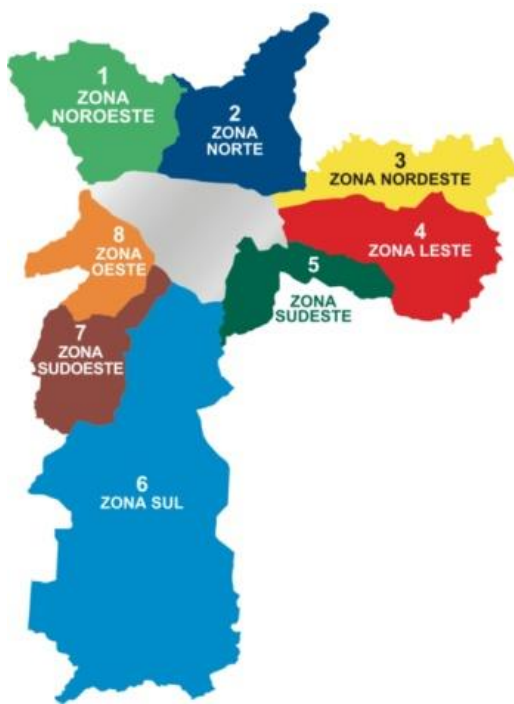 1
ZONA
NOROESTE
2
ZONA
NORTE
3
ZONA NORDESTE
4
ZONA LESTE
5
ZONA
SUDESTE
8
ZONA
OESTE
7
ZONA
SUDOESTE
6
ZONA SUL